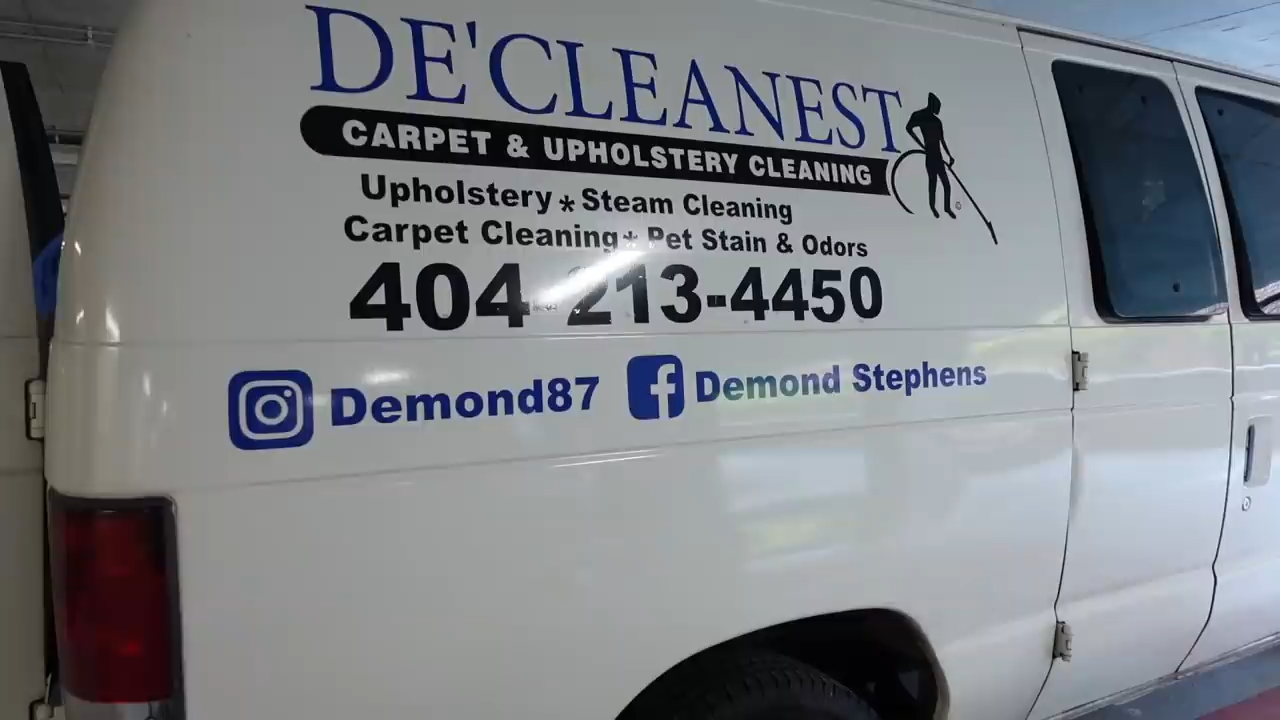 DE'CLEANEST
CARPET & UPHOLSTERY CLEANING
Upholstery * Steam Cleaning
Carpet Cleaning * Pet Stain & Odors
404-213-4450
Demond87 Demond Stephens